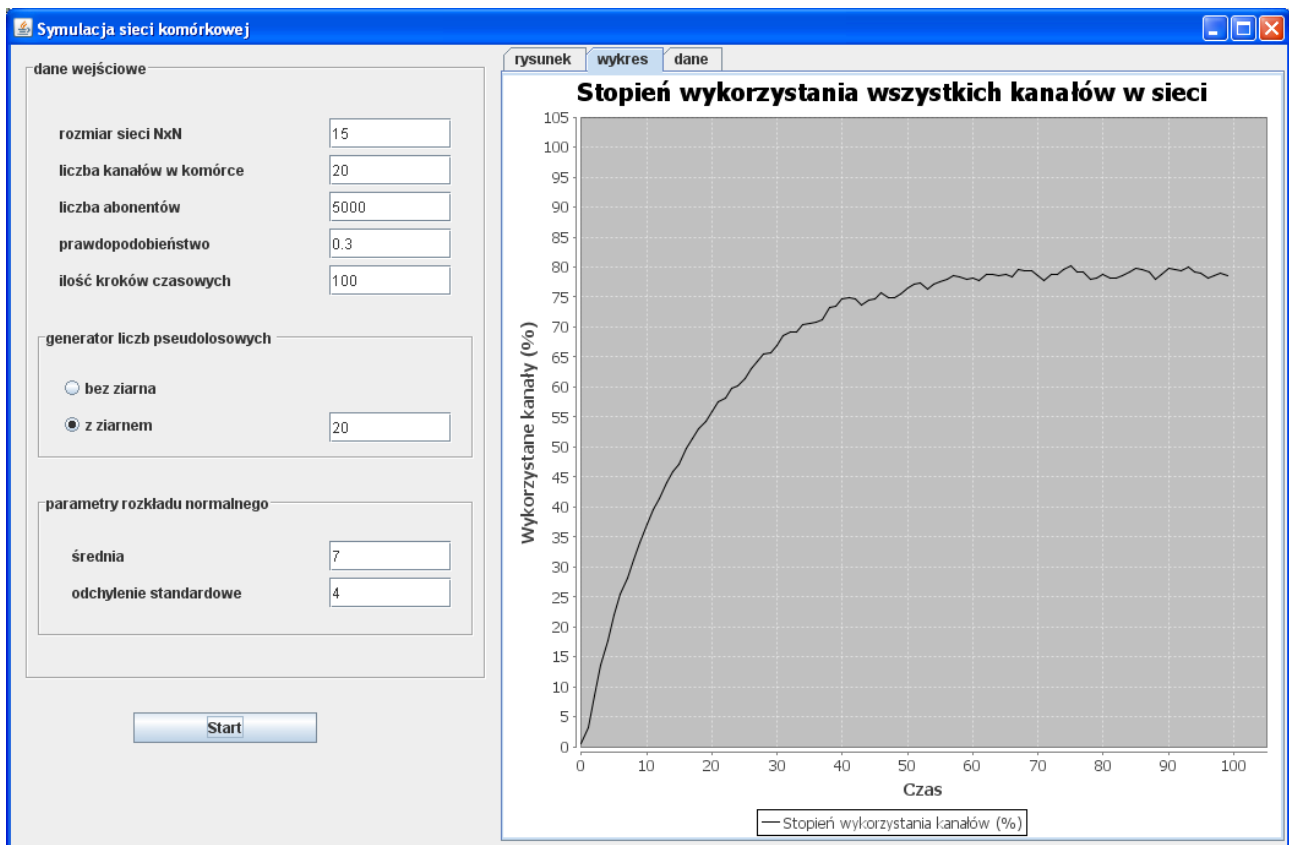 Symulacja sieci komórkowej
dane wejściowe
rozmiar sieci NxN 15
liczba kanałów w komórce 20
liczba abonentów 5000
prawdopodobieństwo 0.3
ilość kroków czasowych 100
generator liczb pseudolosowych
bez ziarna
z ziarnem 20
parametry rozkładu normalnego
średnia 7
odchylenie standardowe 4
Start
rysunek wykres dane
Stopień wykorzystania wszystkich kanałów w sieci
Wykorzystane kanały (%)
105
100
95
90
85
80
75
70
65
60
55
50
45
40
35
30
25
20
15
10
5
0
0 10 20 30 40 50 60 70 80 90 100
Czas
Stopień wykorzystania kanałów (%)